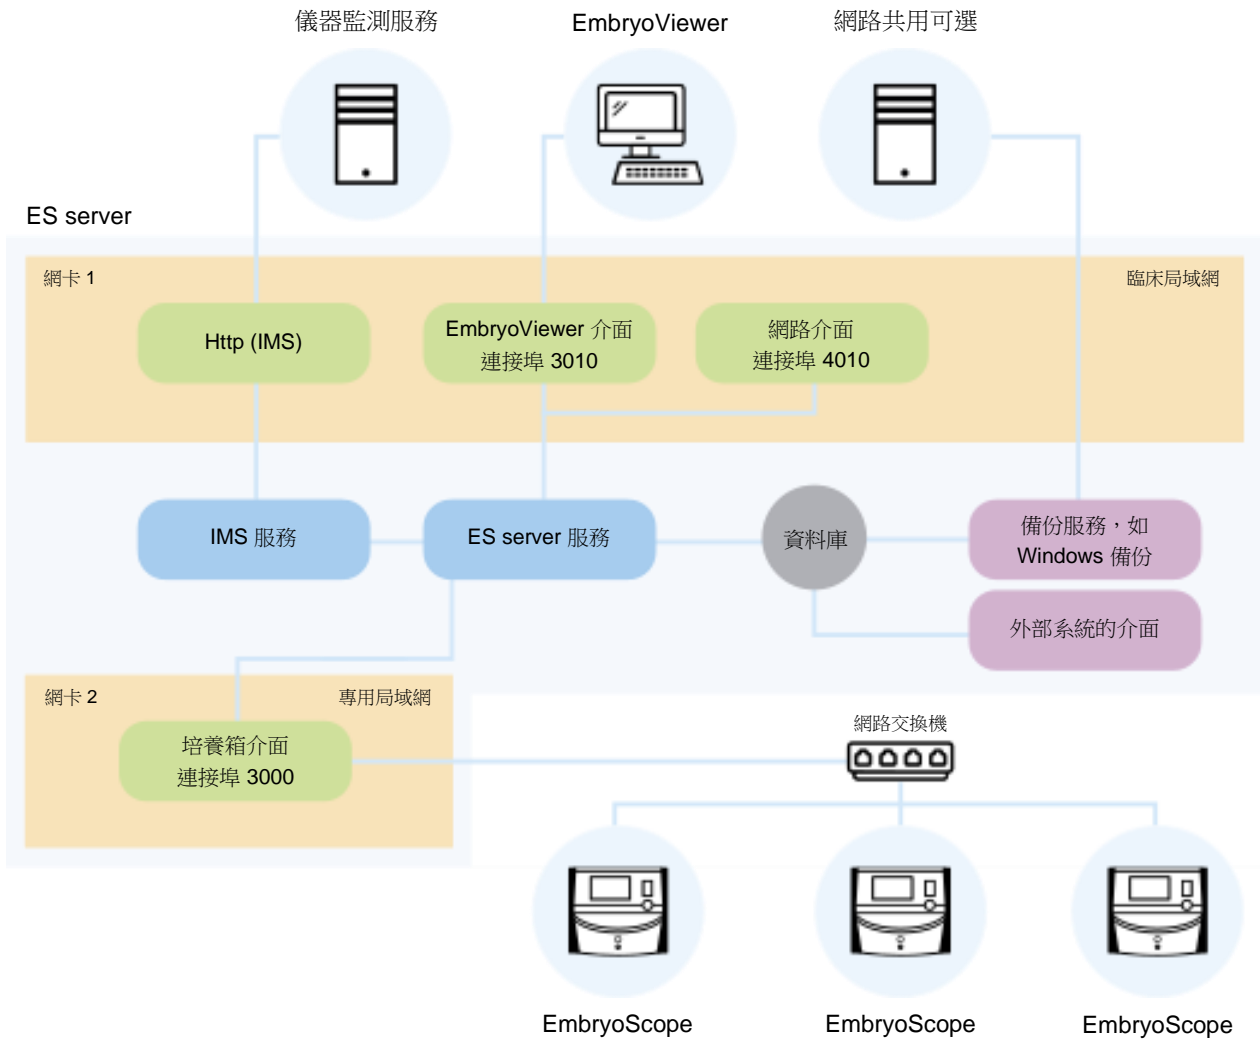 儀器監測服務
EmbryoViewer
網路共用可選
ES server
網卡 1
臨床局域網
Http (IMS)
EmbryoViewer 介面
連接埠 3010
網路介面
連接埠 4010
IMS 服務
ES server 服務
資料庫
備份服務，如
Windows 備份
外部系統的介面
網卡 2
專用局域網
培養箱介面
連接埠 3000
網路交換機
EmbryoScope
EmbryoScope
EmbryoScope